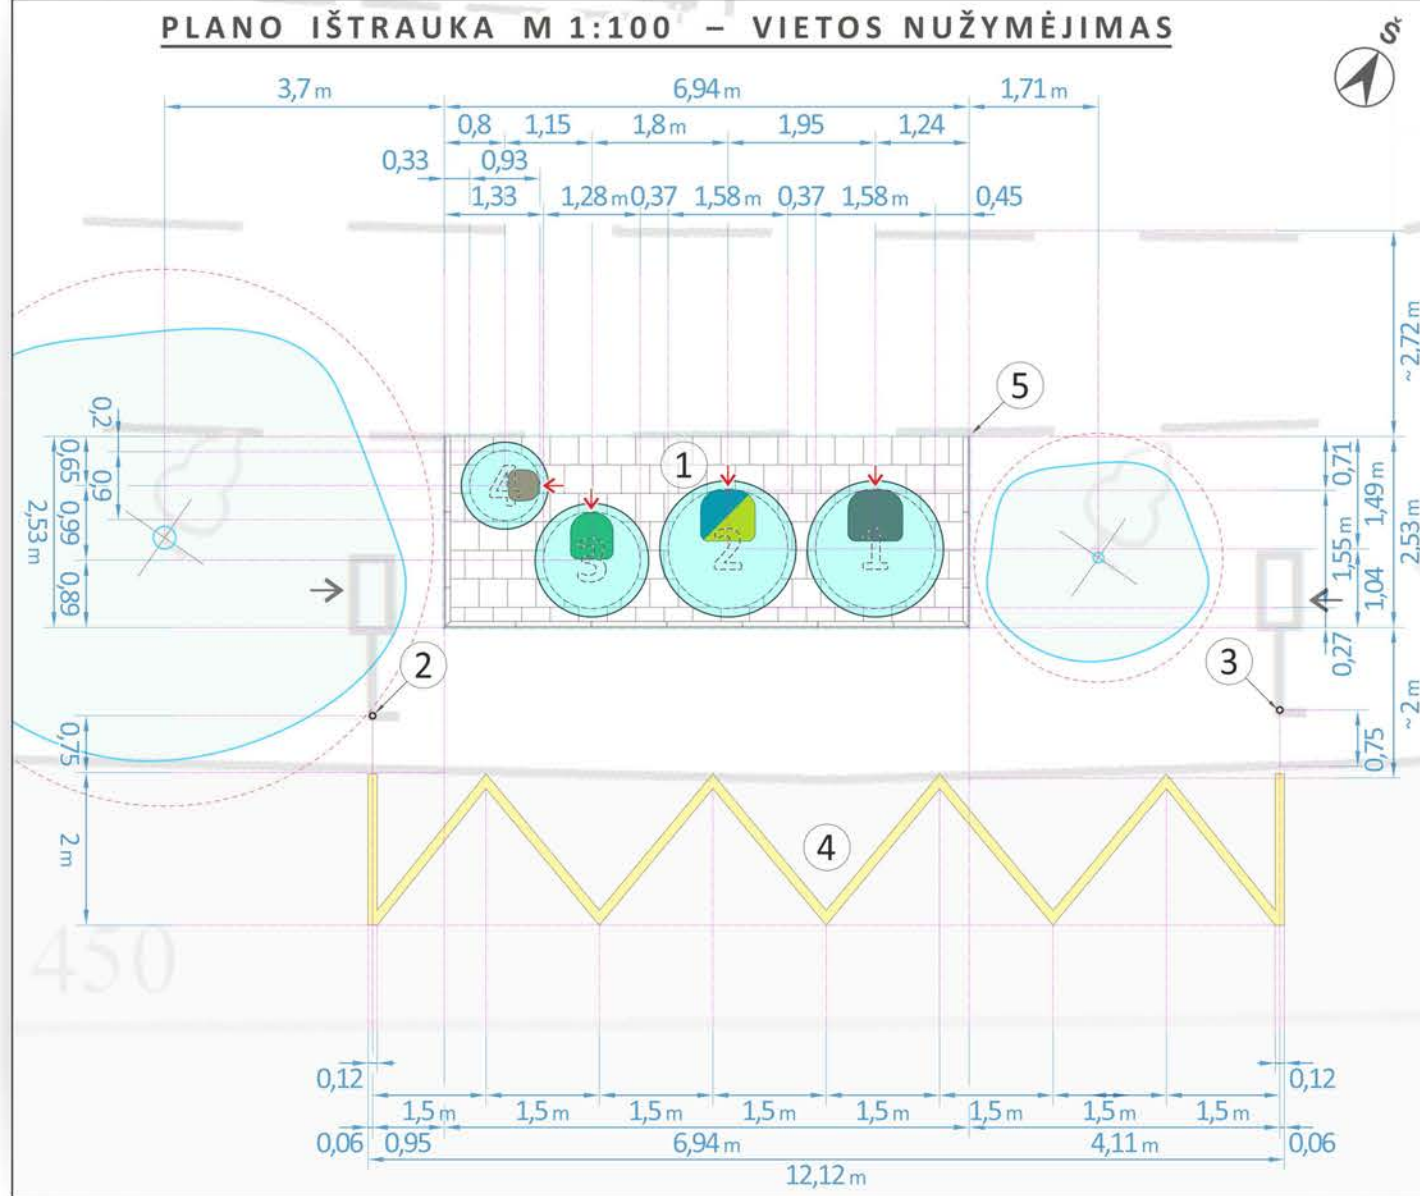 PLANO IŠTRAUKA M 1:100 – VIETOS NUŽYMĖJIMAS
Š
3,7 m 6,94 m 1,71 m
0,8 1,15 1,8 m 1,95 1,24
0,33 0,93
1,33 1,28 m 0,37 1,58 m 0,37 1,58 m 0,45
~ 2,72 m
5
0,2
0,65 0,9
0,99
2,53 m
0,89
1
4
3
2
1
0,71
1,49 m
2,53 m
1,55 m
1,04
0,27
2
3
~ 2 m
0,75
0,75
2 m
4
450
0,12 0,12
1,5 m 1,5 m 1,5 m 1,5 m 1,5 m 1,5 m 1,5 m 1,5 m
0,06 0,95 6,94 m 4,11 m 0,06
12,12 m